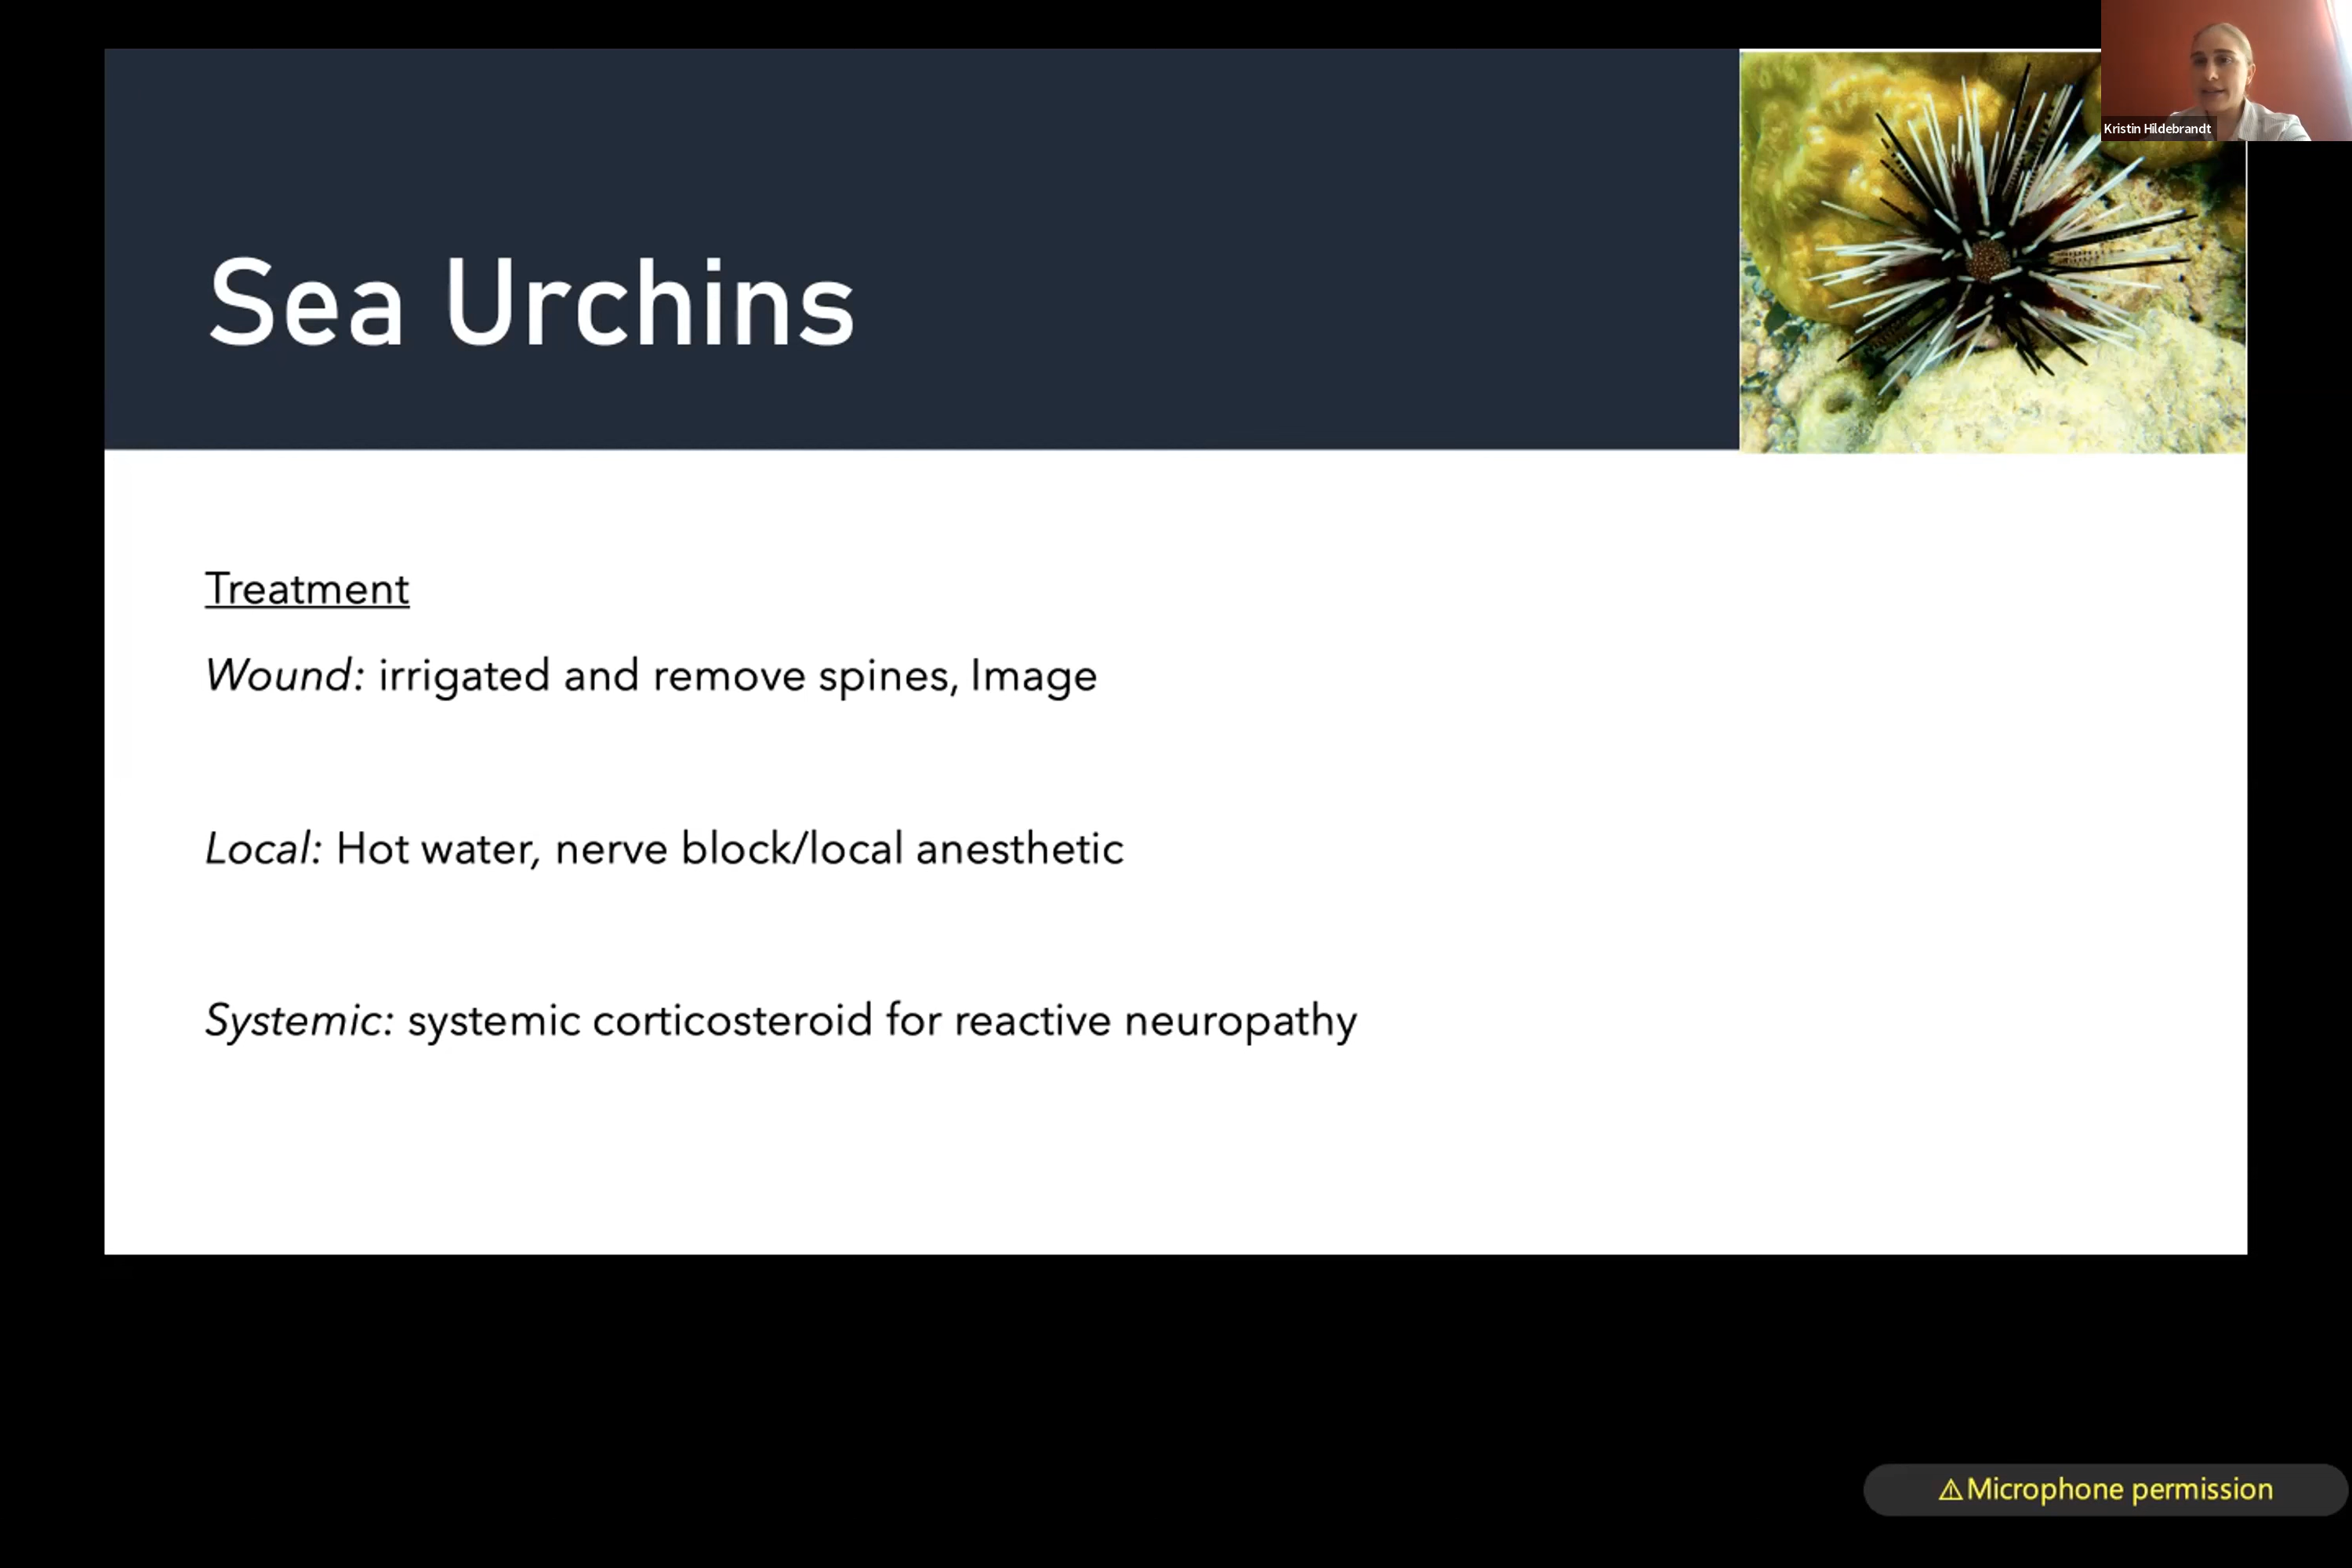 Kristin Hildebrandt
Sea Urchins
Treatment
Wound: irrigated and remove spines, Image
Local: Hot water, nerve block/local anesthetic
Systemic: systemic corticosteroid for reactive neuropathy
⚠Microphone permission